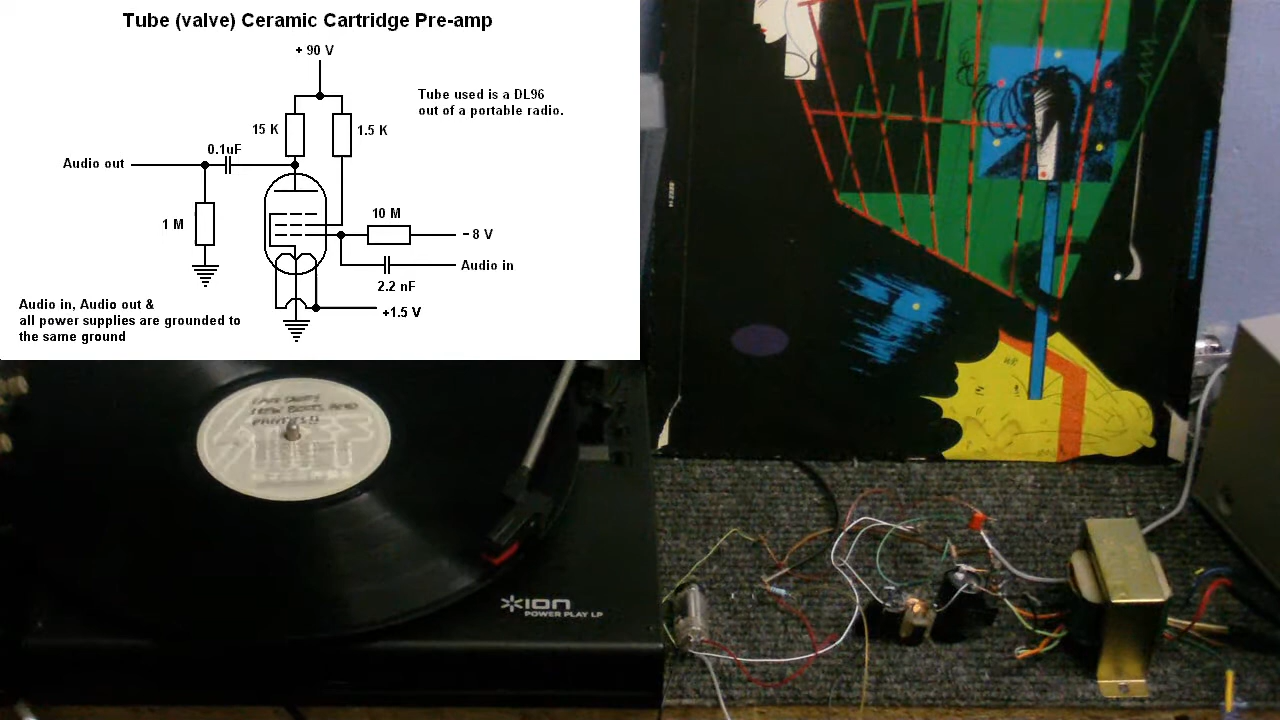 Tube (valve) Ceramic Cartridge Pre-amp
+ 90 V
Tube used is a DL96
out of a portable radio.
15 K
1.5 K
0.1uF
Audio out
1 M
10 M
– 8 V
Audio in
2.2 nF
+1.5 V
Audio in, Audio out &
all power supplies are grounded to
the same ground
ION
POWER PLAY LP